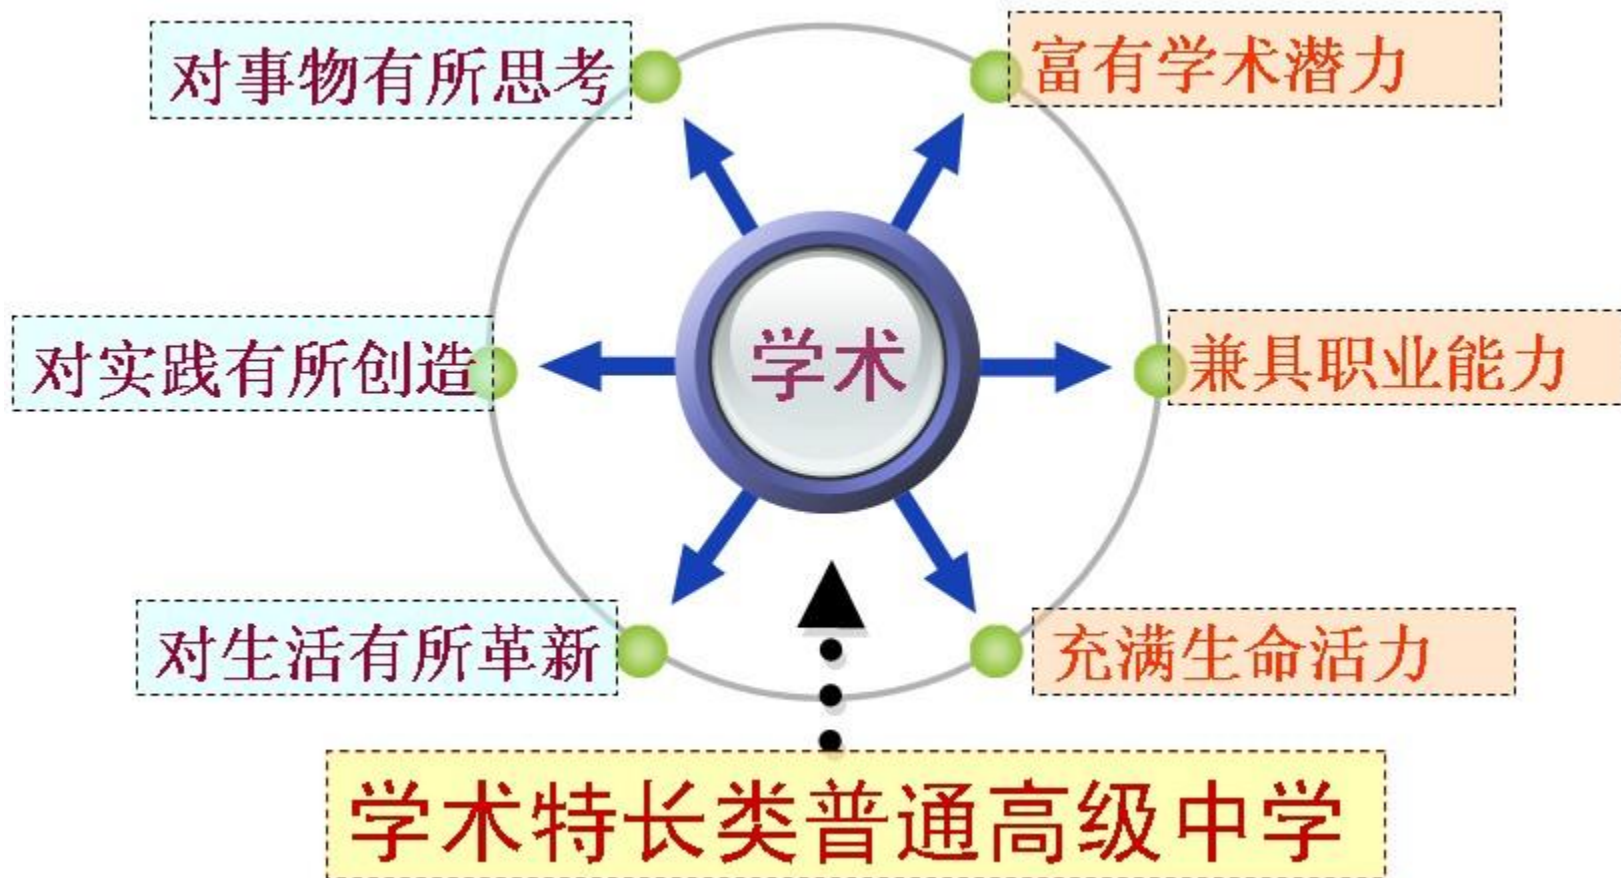 对事物有所思考
富有学术潜力
对实践有所创造
学术
兼具职业能力
对生活有所革新
充满生命活力
学术特长类普通高级中学